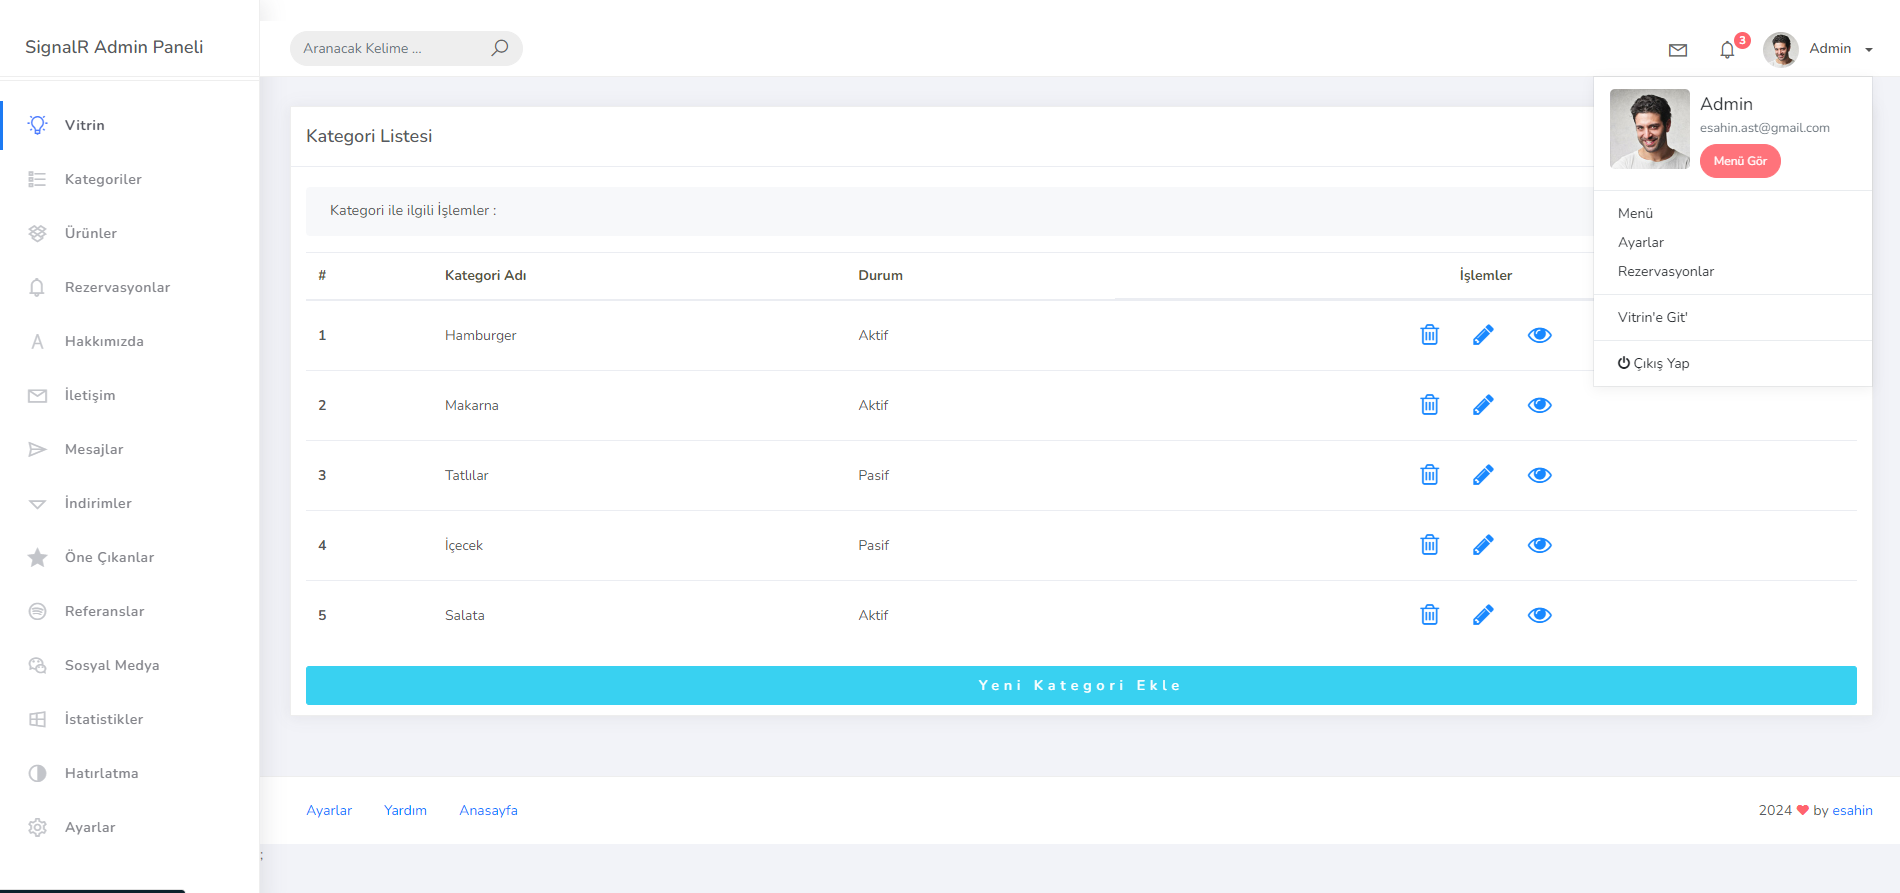 SignalR Admin Paneli
Aranacak Kelime ...
3
Admin
Vitrin
Kategoriler
Ürünler
Rezervasyonlar
Hakkımızda
İletişim
Mesajlar
İndirimler
Öne Çıkanlar
Referanslar
Sosyal Medya
İstatistikler
Hatırlatma
Ayarlar
Admin
esahin.ast@gmail.com
Menü Gör
Menü
Ayarlar
Rezervasyonlar
Vitrin'e Git'
Çıkış Yap
Kategori Listesi
Kategori ile ilgili İşlemler :
# Kategori Adı Durum İşlemler
1 Hamburger Aktif
2 Makarna Aktif
3 Tatlılar Pasif
4 İçecek Pasif
5 Salata Aktif
Yeni Kategori Ekle
Ayarlar Yardım Anasayfa
2024 ❤ by esahin
;